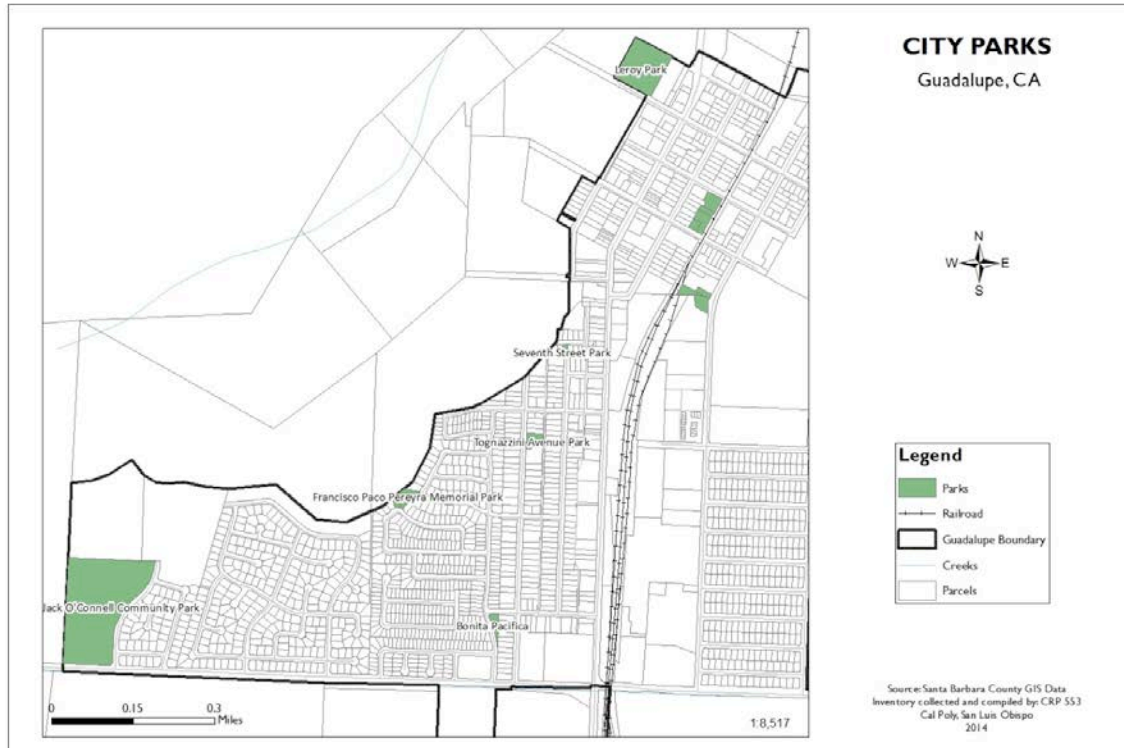 CITY PARKS
Guadalupe, CA
Leroy Park
N
W E
S
Seventh Street Park
Tognazzini Avenue Park
Francisco Paco Pereyra Memorial Park
Jack O'Connell Community Park
Bonita Pacifica
Legend
Parks
Railroad
Guadalupe Boundary
Creeks
Parcels
0 0.15 0.3
Miles
1:8,517
Source: Santa Barbara County GIS Data
Inventory collected and compiled by: CRP 553
Cal Poly, San Luis Obispo
2014